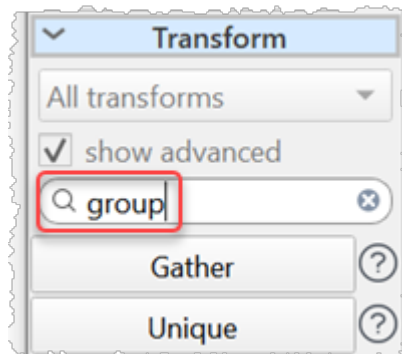 Transform
All transforms
show advanced
group
Gather
?
Unique
?